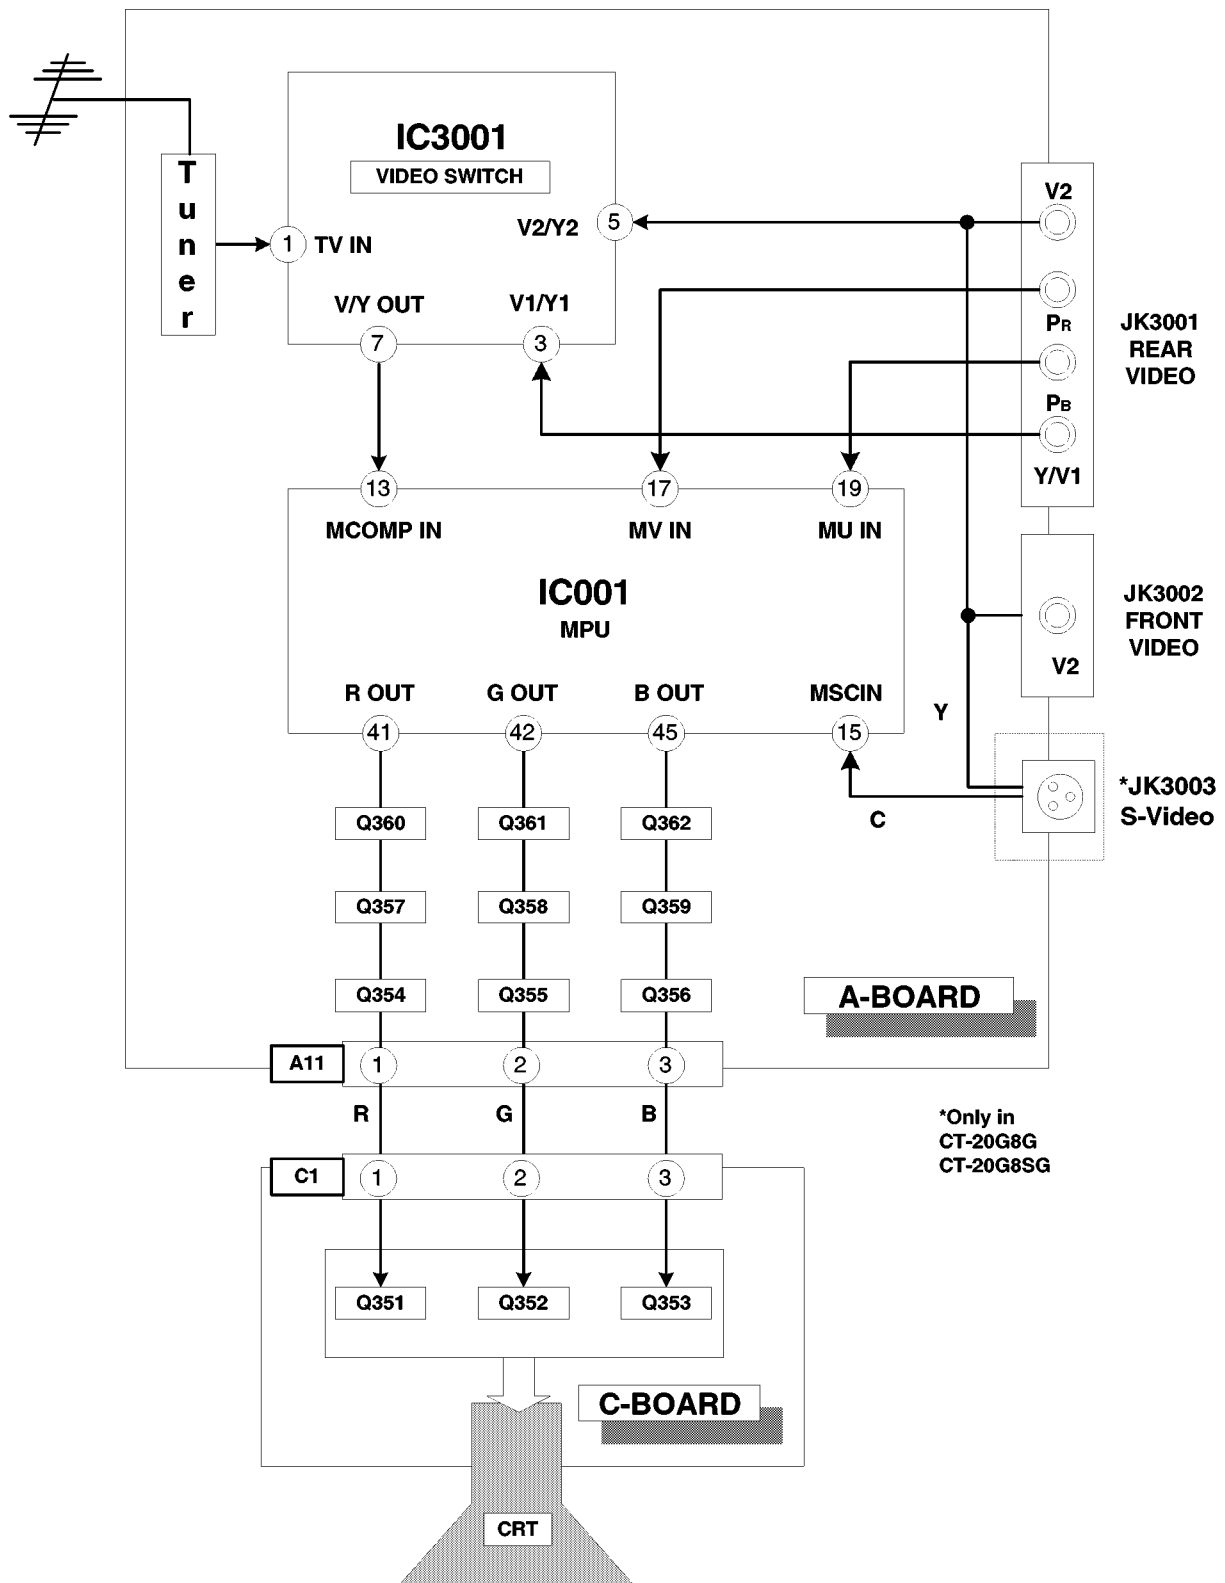 IC3001
VIDEO SWITCH
Tuner
1 TV IN
V2/Y2 5
V/Y OUT
V1/Y1
7
3
V2
PR
PB
Y/V1
JK3001
REAR
VIDEO
13
17
19
MCOMP IN
MV IN
MU IN
IC001
MPU
JK3002
FRONT
VIDEO
V2
R OUT
G OUT
B OUT
MSCIN
41
42
45
15
Y
C
*JK3003
S-Video
Q360
Q361
Q362
Q357
Q358
Q359
Q354
Q355
Q356
A-BOARD
A11
1
2
3
R
G
B
*Only in
CT-20G8G
CT-20G8SG
C1
1
2
3
Q351
Q352
Q353
C-BOARD
CRT